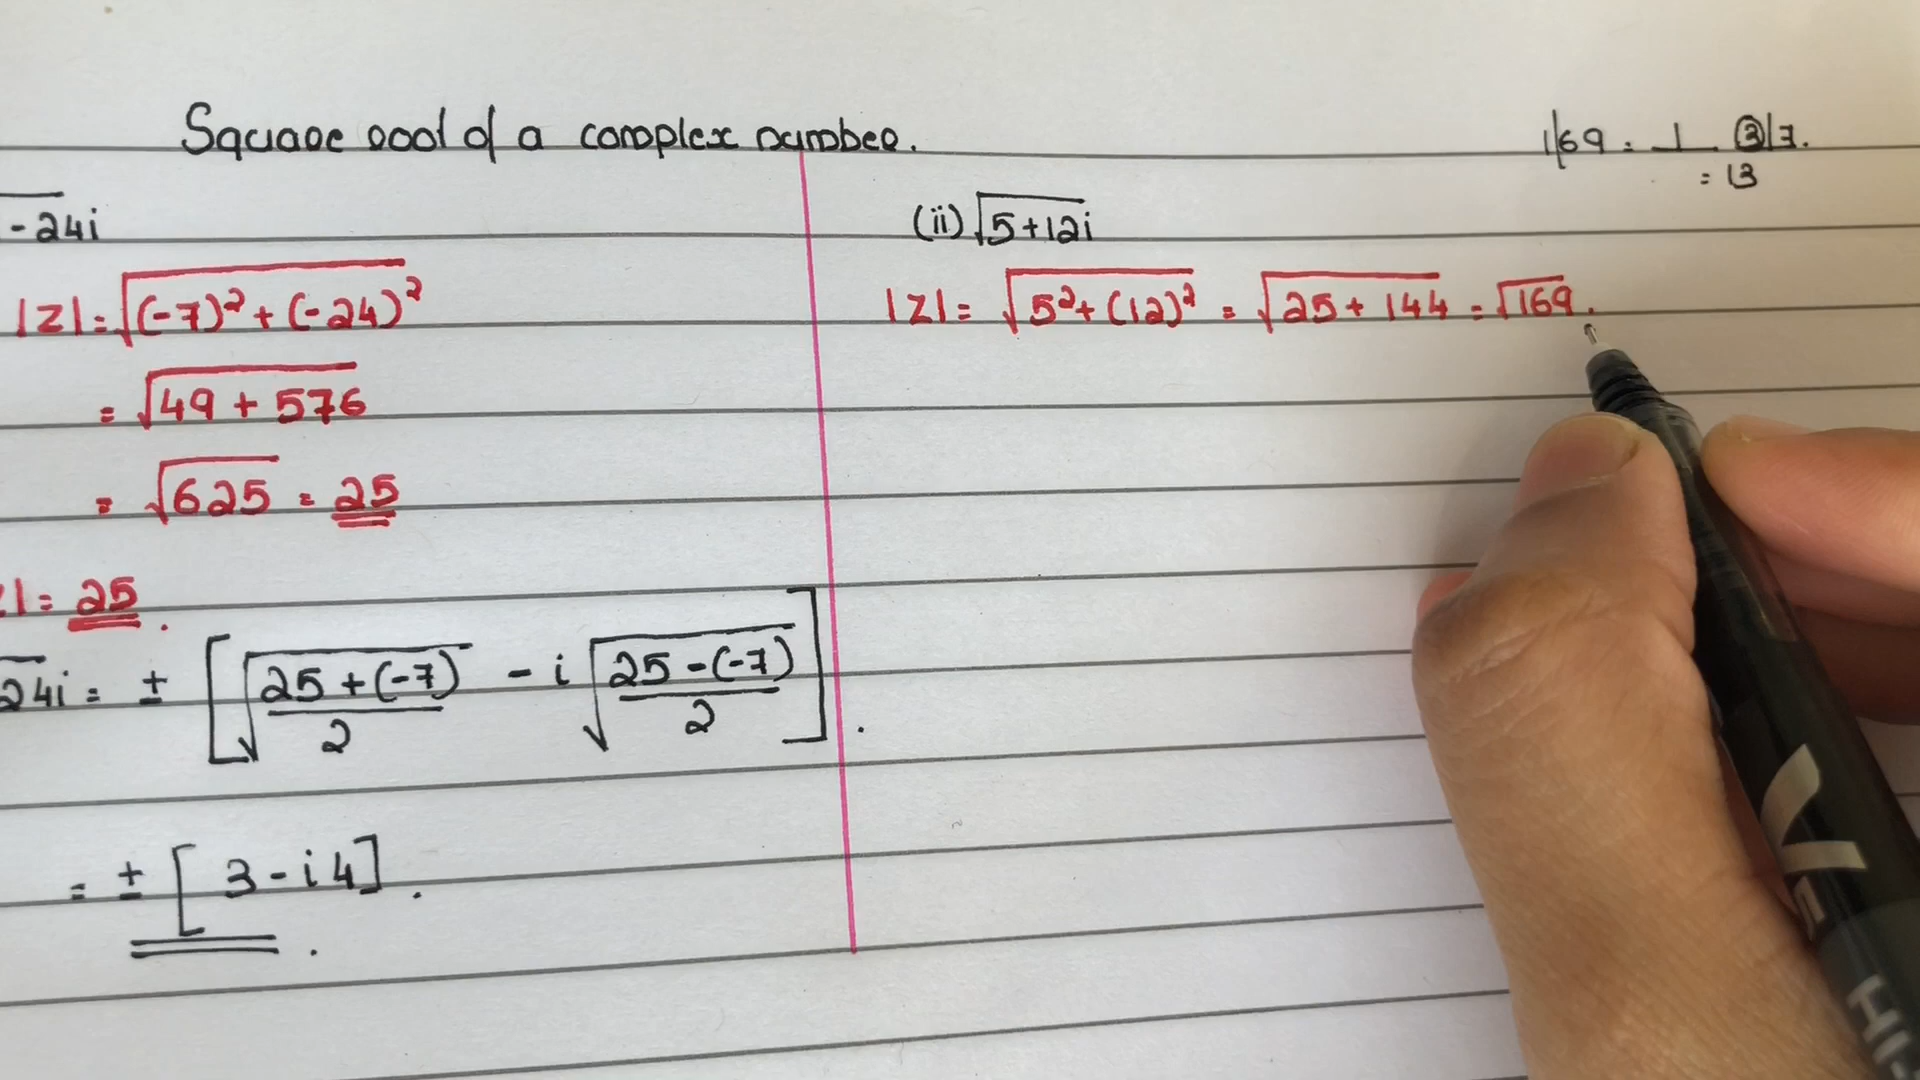 Square root of a complex number.
1|69 = 1 ③|7.
= 13
-24i
|Z| = √(-7)² + (-24)²
= √49 + 576
= √625 = 25
| = 25.
24i = ± [√25+(-7)/2 - i √25-(-7)/2].
= ± [3 - i4].
(ii) √5+12i
|Z| = √5² + (12)² = √25 + 144 = √169.